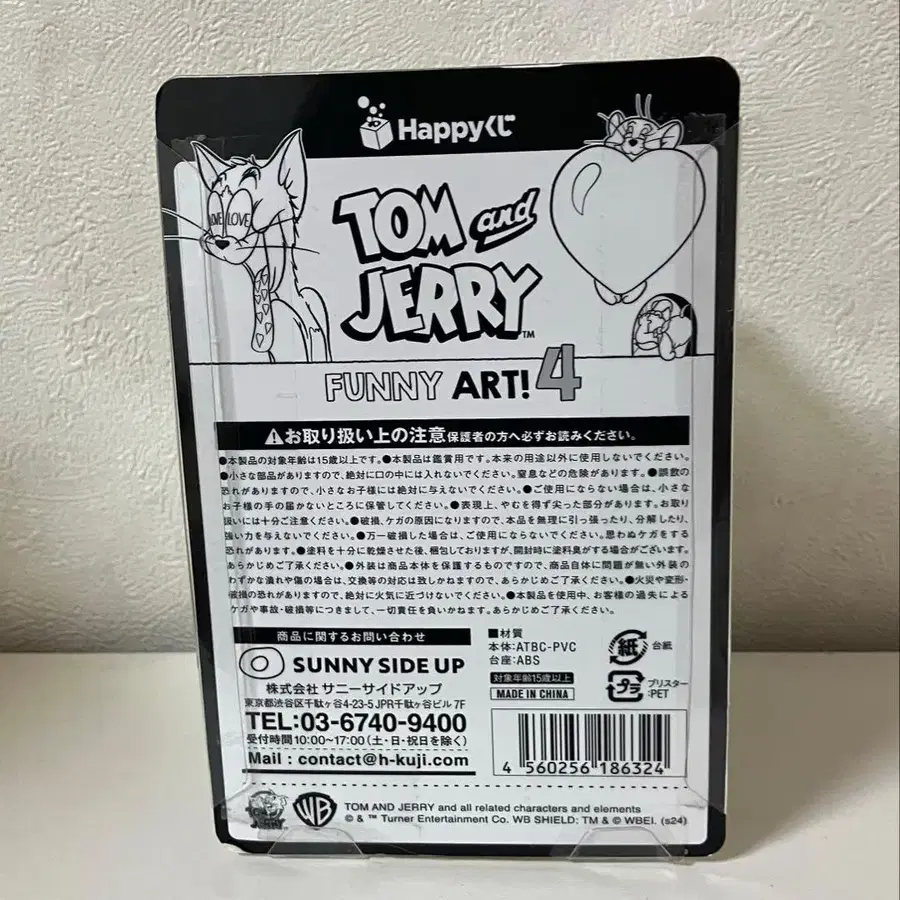 Happyくじ
LOVE LOVE
TOM and
JERRY™
FUNNY ART! 4
⚠お取り扱い上の注意 保護者の方へ必ずお読みください。
●本製品の対象年齢は15歳以上です。●本製品は鑑賞用です。本来の用途以外に使用しないでください。
●小さな部品がありますので、絶対に口の中には入れないでください。窒息などの危険があります。●誤飲の
恐れがありますので、小さなお子様には絶対に与えないでください。●ご使用にならない場合は、小さな
お子様の手の届かないところに保管してください。●表現上、やむを得ず尖った部分があります。お取り
扱いには十分ご注意ください。●破損、ケガの原因になりますので、本品を無理に引っ張ったり、分解したり、
強い力を与えないでください。●万一破損した場合は、ご使用にならないでください。思わぬケガをする
恐れがあります。●塗料を十分に乾燥させた後、梱包しておりますが、開封時に塗料臭がする場合がございます。
あらかじめご了承ください。●外装は商品本体を保護するものですので、商品自体に問題が無い外装の
わずかな潰れや傷の場合は、交換等の対応は致しかねますので、あらかじめご了承ください。●火災や変形・
破損の恐れがありますので、絶対に火気に近づけないでください。●本製品を使用中、お客様の過失による
ケガや事故・破損等につきまして、一切責任を負いかねます。あらかじめご了承ください。
商品に関するお問い合わせ
SUNNY SIDE UP
株式会社 サニーサイドアップ
東京都渋谷区千駄ヶ谷4-23-5 JPR千駄ヶ谷ビル 7F
TEL:03-6740-9400
受付時間 10:00~17:00(土・日・祝日を除く)
Mail : contact@h-kuji.com
■材質
本体:ATBC-PVC
台座:ABS
対象年齢15歳以上
MADE IN CHINA
紙 台紙
プラ ブリスター
:PET
4 560256 186324
TOM and JERRY
WB
TOM AND JERRY and all related characters and elements
© & ™ Turner Entertainment Co. WB SHIELD: TM & © WBEI. (s24)